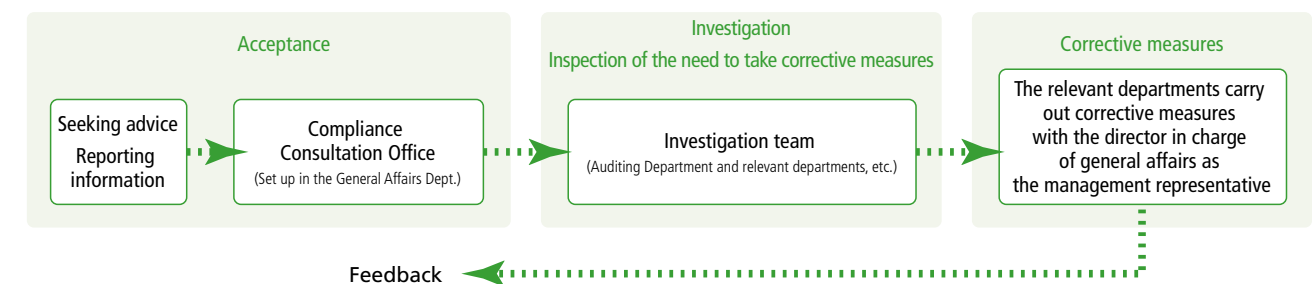 Acceptance
Seeking advice
Reporting
information
Compliance
Consultation Office
(Set up in the General Affairs Dept.)
Investigation
Inspection of the need to take corrective measures
Investigation team
(Auditing Department and relevant departments, etc.)
Corrective measures
The relevant departments carry
out corrective measures
with the director in charge
of general affairs as
the management representative
Feedback